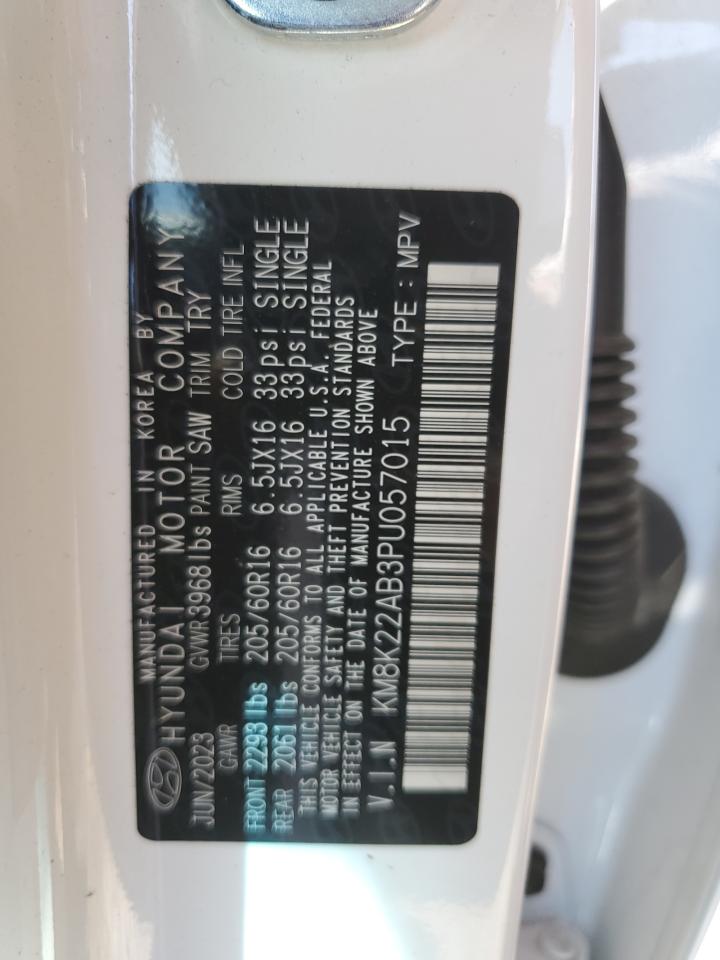 MANUFACTURED IN KOREA BY
HYUNDAI MOTOR COMPANY
JUN/2023 GVWR 3968 lbs PAINT SAW TRIM TRY
GAWR TIRES RIMS COLD TIRE INFL
FRONT 2293 lbs 205/60R16 6.5JX16 33psi SINGLE
REAR 2061 lbs 205/60R16 6.5JX16 33psi SINGLE
THIS VEHICLE CONFORMS TO ALL APPLICABLE U.S.A. FEDERAL
MOTOR VEHICLE SAFETY AND THEFT PREVENTION STANDARDS
IN EFFECT ON THE DATE OF MANUFACTURE SHOWN ABOVE
V.I.N KM8K22AB3PU057015 TYPE : MPV